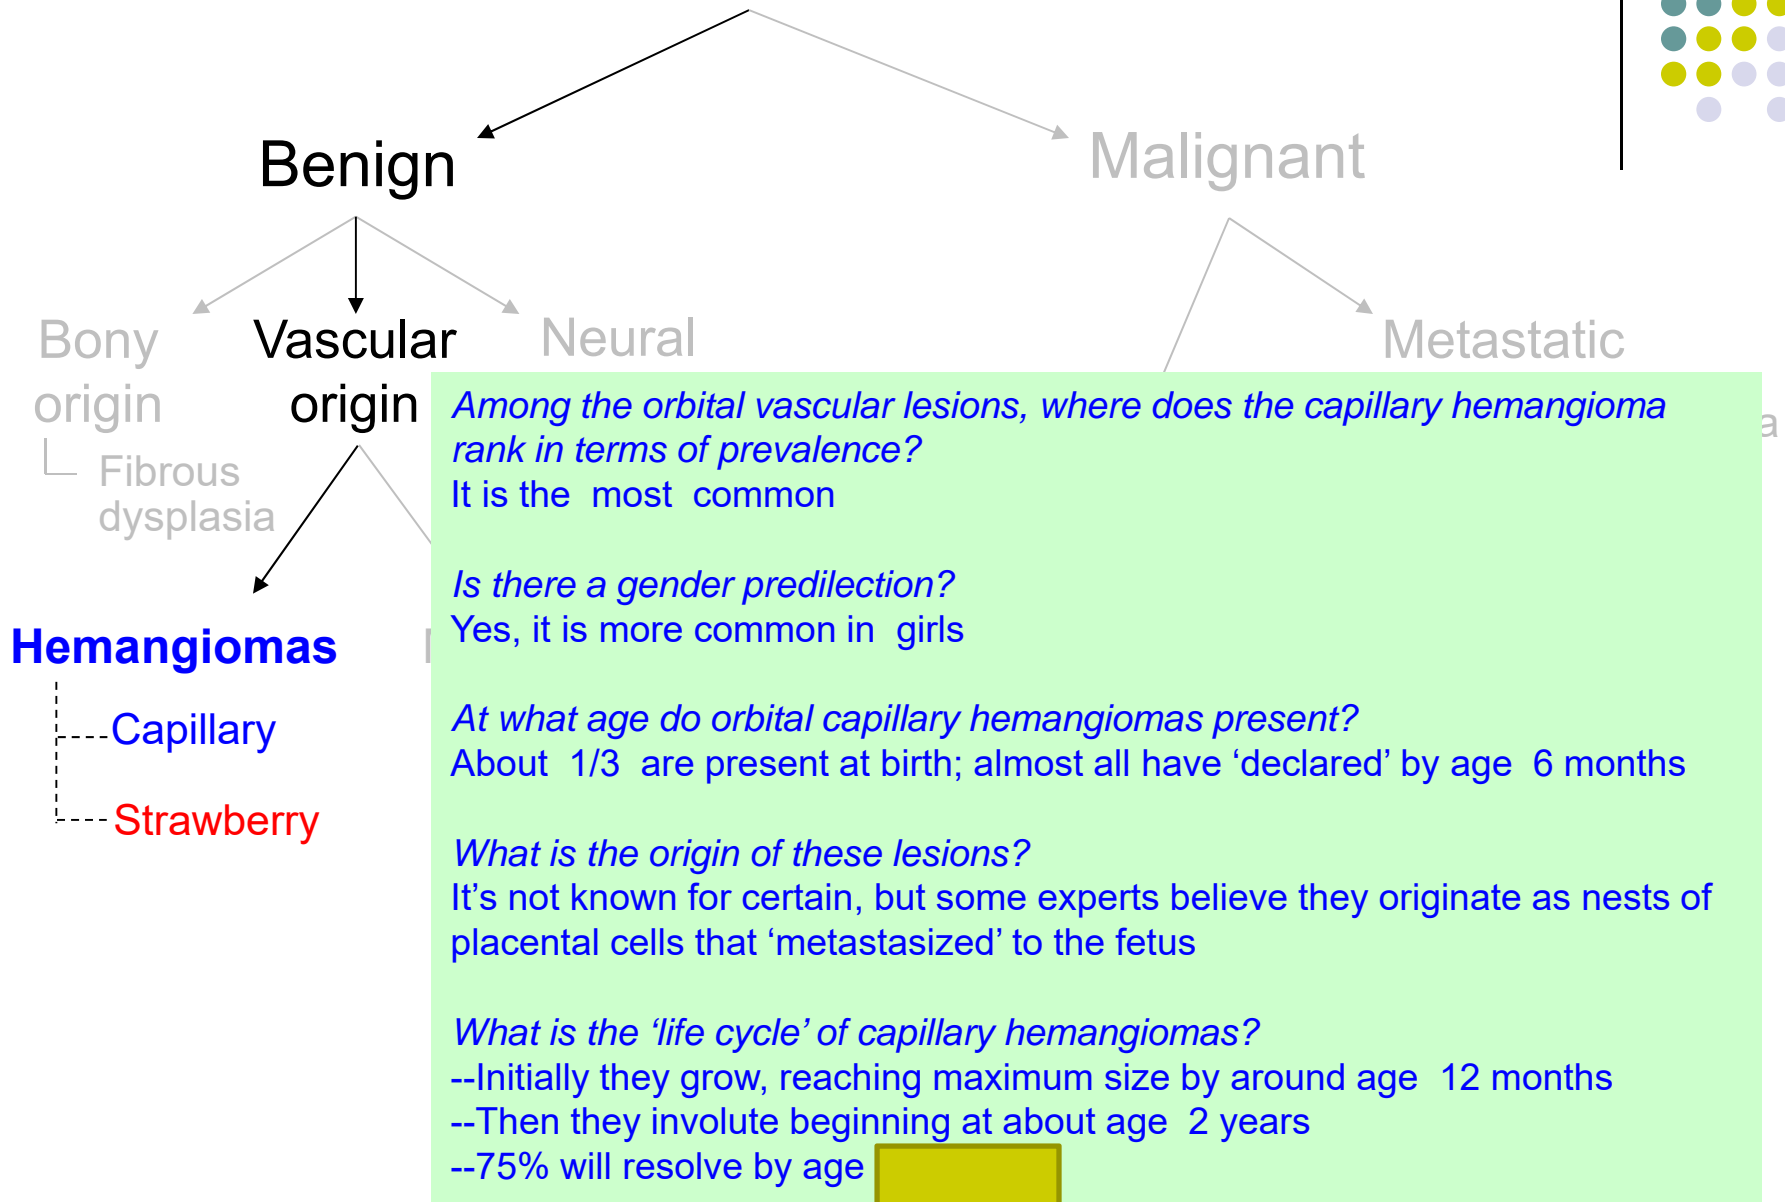 Benign
Malignant
Bony
origin
Vascular
origin
Neural
Metastatic
Fibrous
dysplasia
Hemangiomas
Capillary
Strawberry
Among the orbital vascular lesions, where does the capillary hemangioma
rank in terms of prevalence?
It is the most common
Is there a gender predilection?
Yes, it is more common in girls
At what age do orbital capillary hemangiomas present?
About 1/3 are present at birth; almost all have ‘declared’ by age 6 months
What is the origin of these lesions?
It’s not known for certain, but some experts believe they originate as nests of
placental cells that ‘metastasized’ to the fetus
What is the ‘life cycle’ of capillary hemangiomas?
--Initially they grow, reaching maximum size by around age 12 months
--Then they involute beginning at about age 2 years
--75% will resolve by age